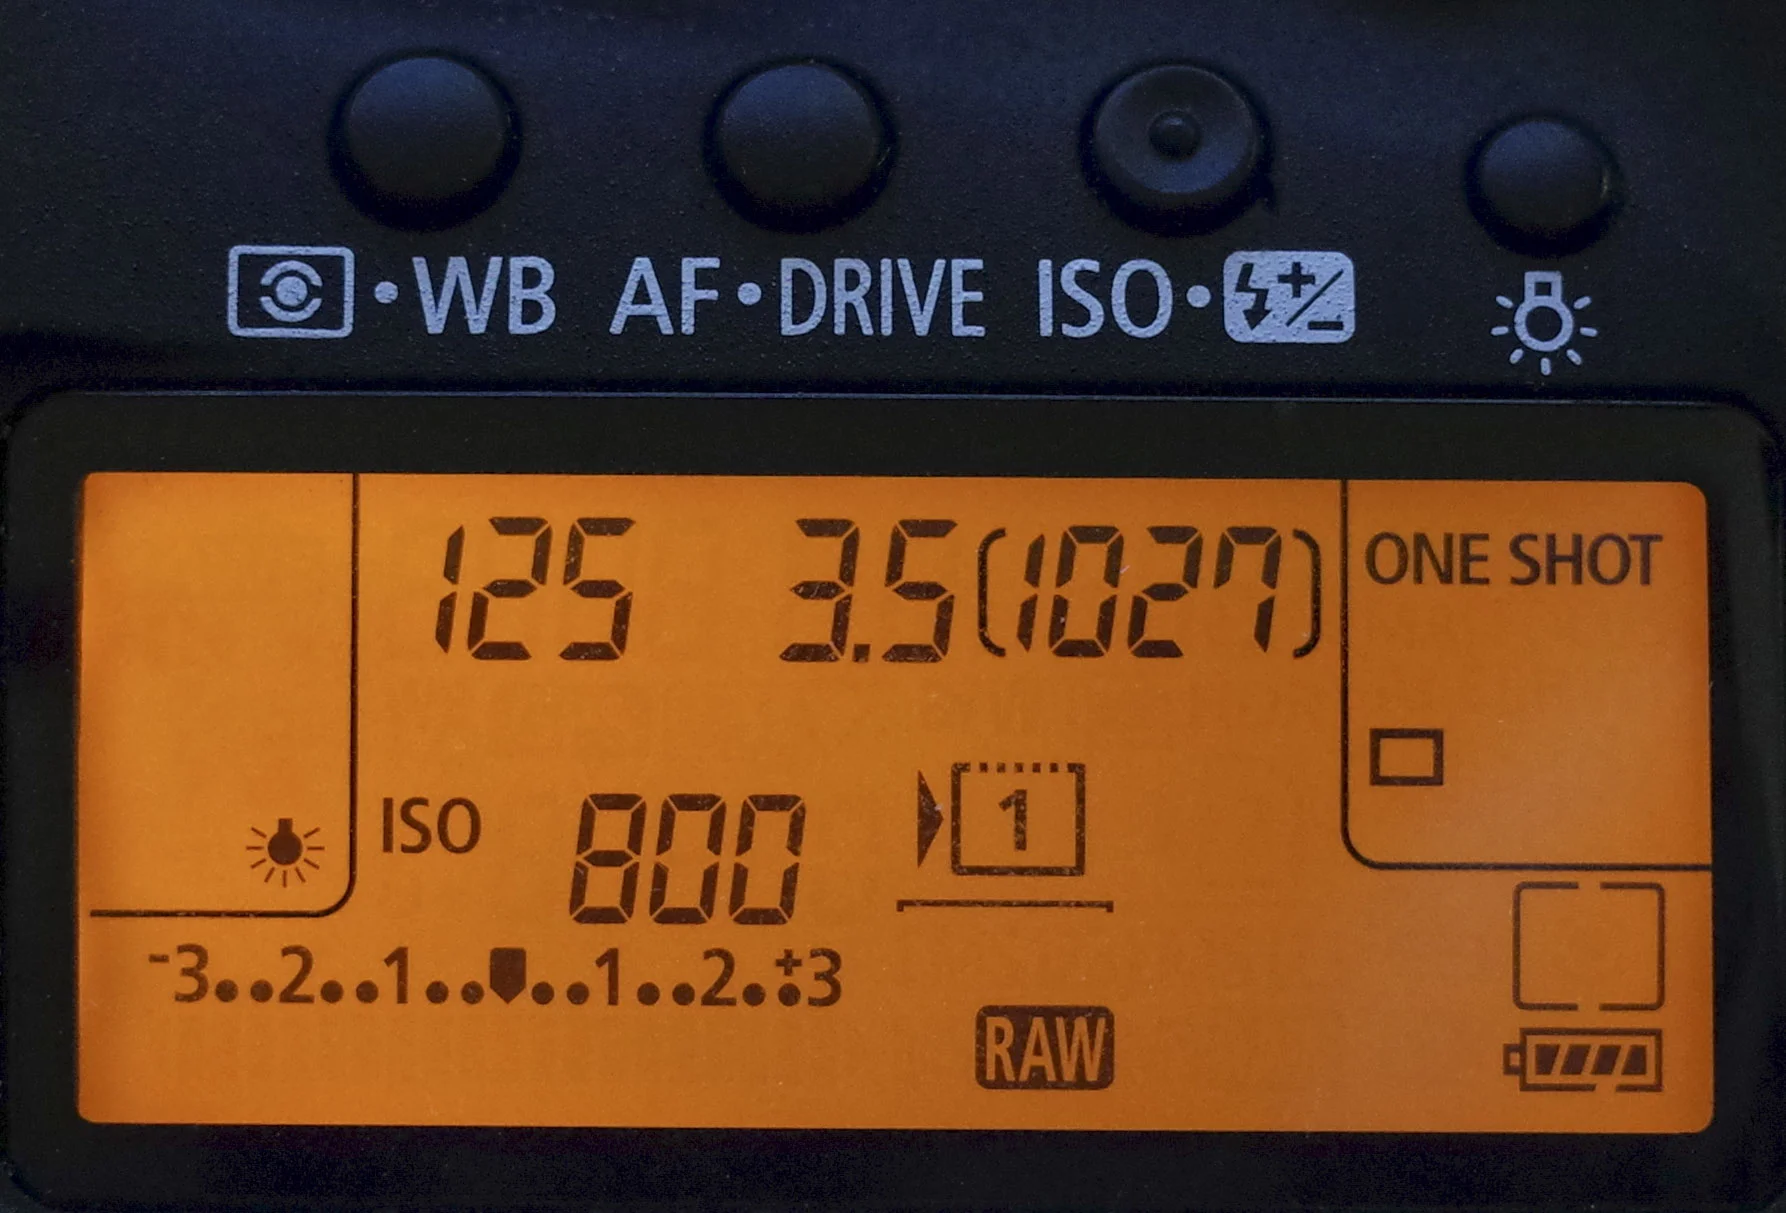 WB AF•DRIVE ISO•
125 3.5(1027) ONE SHOT
ISO 800 1
-3..2..1..▼..1..2..+3
RAW